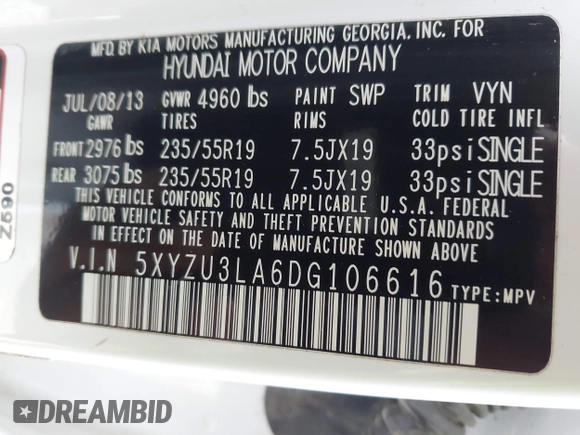 MFD. BY KIA MOTORS MANUFACTURING GEORGIA, INC. FOR
HYUNDAI MOTOR COMPANY
JUL/08/13 GVWR 4960 lbs PAINT SWP TRIM VYN
GAWR TIRES RIMS COLD TIRE INFL
FRONT 2976 lbs 235/55R19 7.5JX19 33psi SINGLE
REAR 3075 lbs 235/55R19 7.5JX19 33psi SINGLE
THIS VEHICLE CONFORMS TO ALL APPLICABLE U.S.A. FEDERAL
MOTOR VEHICLE SAFETY AND THEFT PREVENTION STANDARDS
IN EFFECT ON THE DATE OF MANUFACTURE SHOWN ABOVE.
V.I.N 5XYZU3LA6DG106616 TYPE:MPV
Z590
DREAMBID